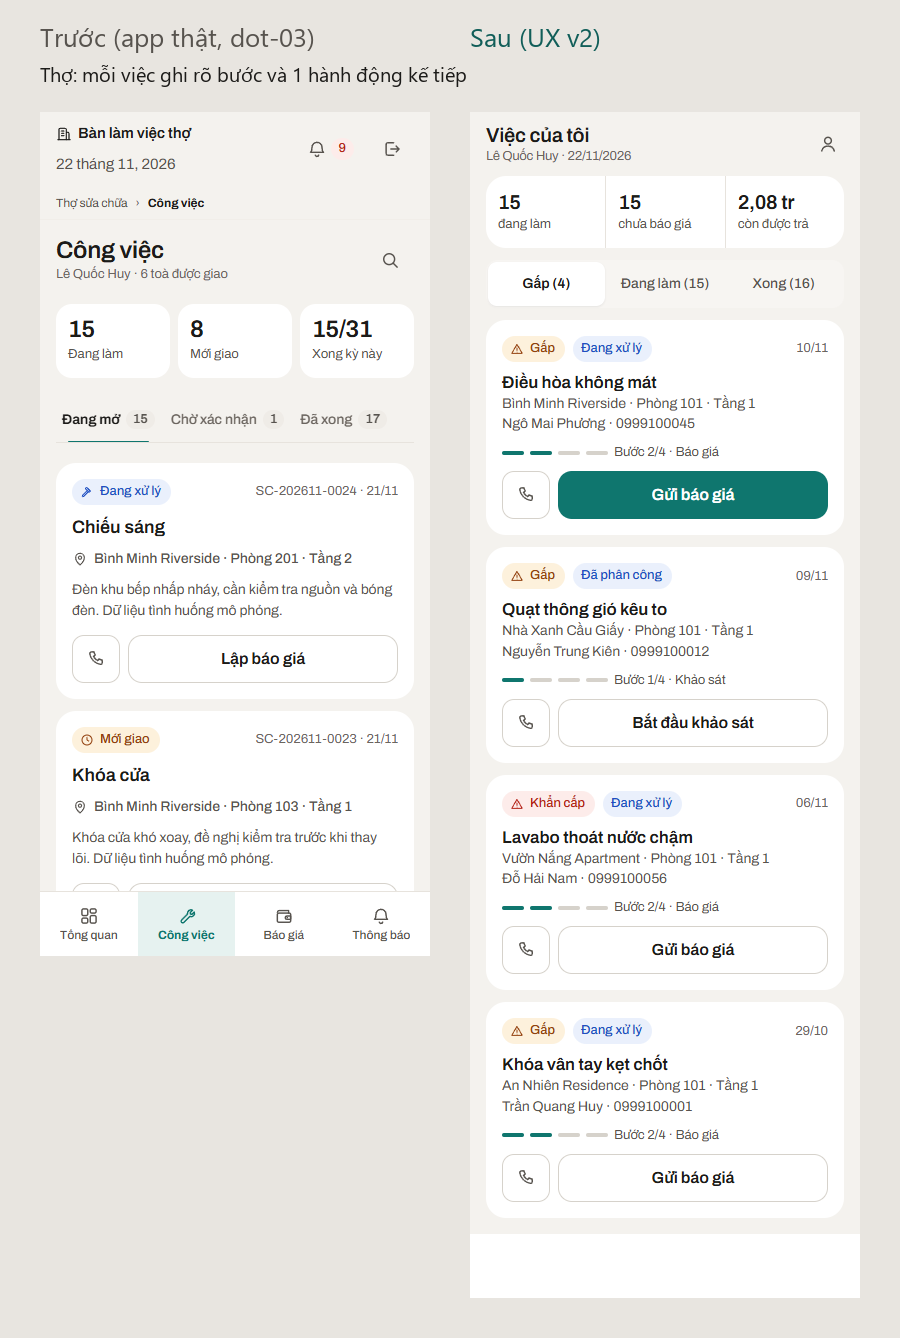 Trước (app thật, dot-03)
Sau (UX v2)
Thợ: mỗi việc ghi rõ bước và 1 hành động kế tiếp
Bàn làm việc thợ
9
22 tháng 11, 2026
Thợ sửa chữa › Công việc
Công việc
Lê Quốc Huy · 6 toà được giao
15
8
15/31
Đang làm
Mới giao
Xong kỳ này
Đang mở 15
Chờ xác nhận 1
Đã xong 17
Đang xử lý
SC-202611-0024 · 21/11
Chiếu sáng
Bình Minh Riverside · Phòng 201 · Tầng 2
Đèn khu bếp nhấp nháy, cần kiểm tra nguồn và bóng
đèn. Dữ liệu tình huống mô phỏng.
Lập báo giá
Mới giao
SC-202611-0023 · 21/11
Khóa cửa
Bình Minh Riverside · Phòng 103 · Tầng 1
Khóa cửa khó xoay, đề nghị kiểm tra trước khi thay
lõi. Dữ liệu tình huống mô phỏng.
Tổng quan
Công việc
Báo giá
Thông báo
Việc của tôi
Lê Quốc Huy · 22/11/2026
15
15
2,08 tr
đang làm
chưa báo giá
còn được trả
Gấp (4)
Đang làm (15)
Xong (16)
Gấp
Đang xử lý
10/11
Điều hòa không mát
Bình Minh Riverside · Phòng 101 · Tầng 1
Ngô Mai Phương · 0999100045
Bước 2/4 · Báo giá
Gửi báo giá
Gấp
Đã phân công
09/11
Quạt thông gió kêu to
Nhà Xanh Cầu Giấy · Phòng 101 · Tầng 1
Nguyễn Trung Kiên · 0999100012
Bước 1/4 · Khảo sát
Bắt đầu khảo sát
Khẩn cấp
Đang xử lý
06/11
Lavabo thoát nước chậm
Vườn Nắng Apartment · Phòng 101 · Tầng 1
Đỗ Hải Nam · 0999100056
Bước 2/4 · Báo giá
Gửi báo giá
Gấp
Đang xử lý
29/10
Khóa vân tay kẹt chốt
An Nhiên Residence · Phòng 101 · Tầng 1
Trần Quang Huy · 0999100001
Bước 2/4 · Báo giá
Gửi báo giá